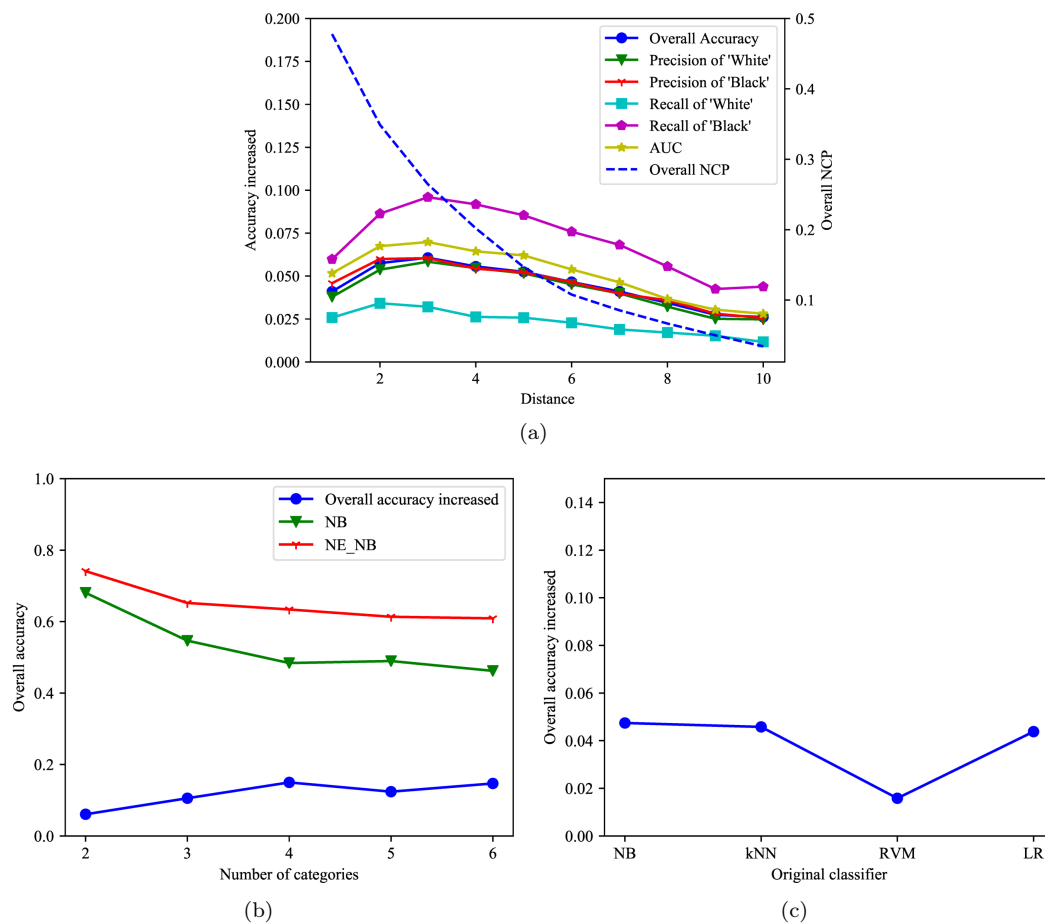 0.200
0.175
0.150
0.125
0.100
0.075
0.050
0.025
0.000
Accuracy increased
0.5
0.4
0.3
0.2
0.1
Overall NCP
Overall Accuracy
Precision of 'White'
Precision of 'Black'
Recall of 'White'
Recall of 'Black'
AUC
Overall NCP
2 4 6 8 10
Distance
(a)
1.0
0.8
0.6
0.4
0.2
0.0
Overall accuracy
Overall accuracy increased
NB
NE_NB
2 3 4 5 6
Number of categories
(b)
0.14
0.12
0.10
0.08
0.06
0.04
0.02
0.00
Overall accuracy increased
NB kNN RVM LR
Original classifier
(c)